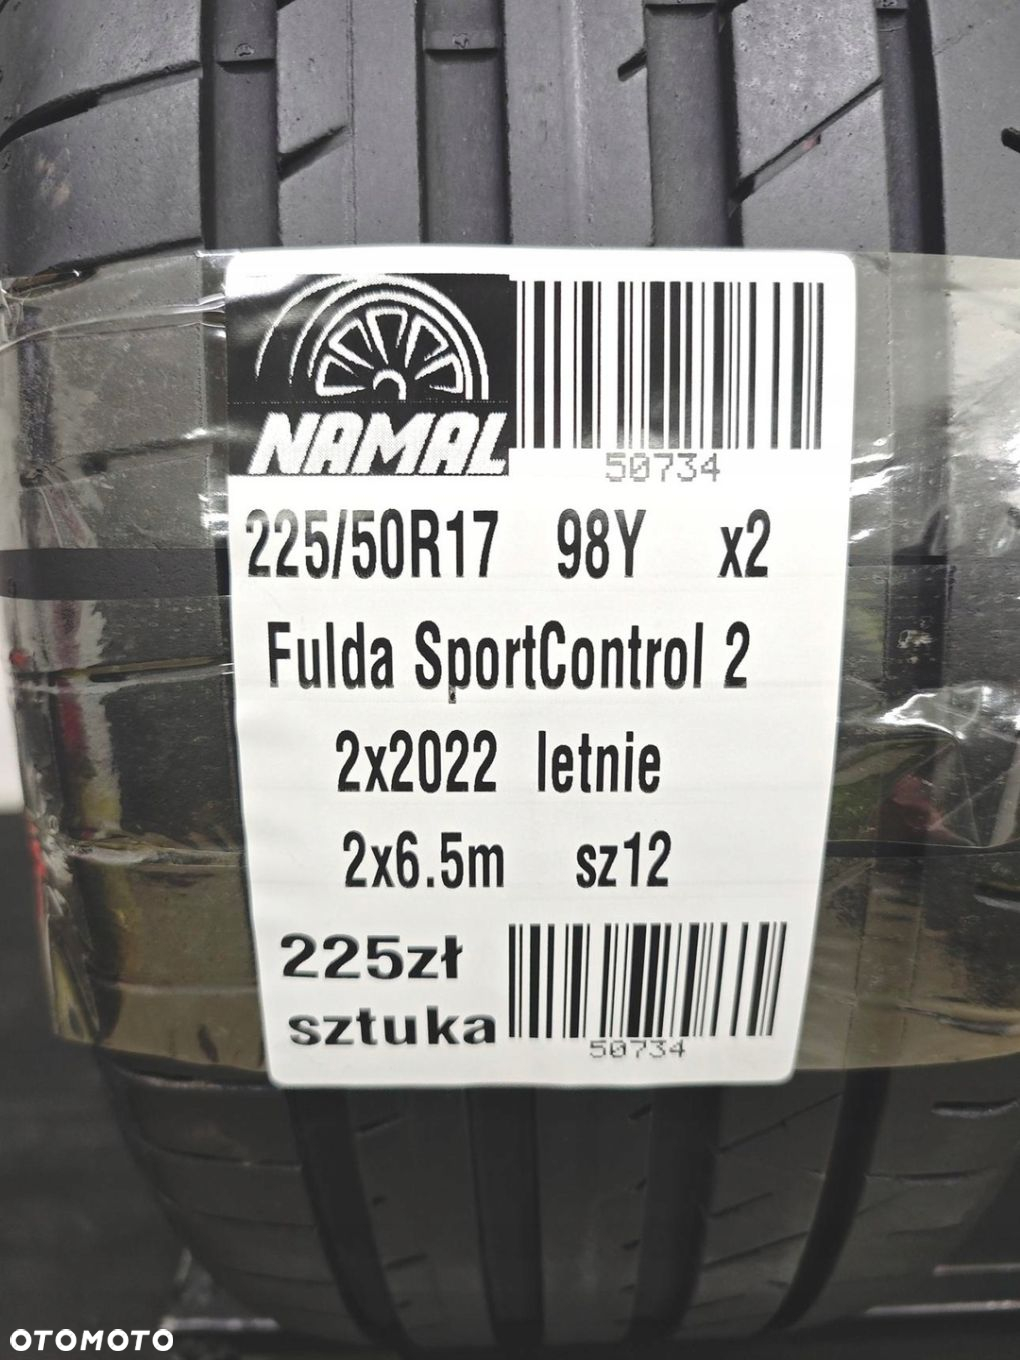 NAMAL
50734
225/50R17 98Y x2
Fulda SportControl 2
2x2022 letnie
2x6.5m sz12
225zł
sztuka
50734
OTOMOTO